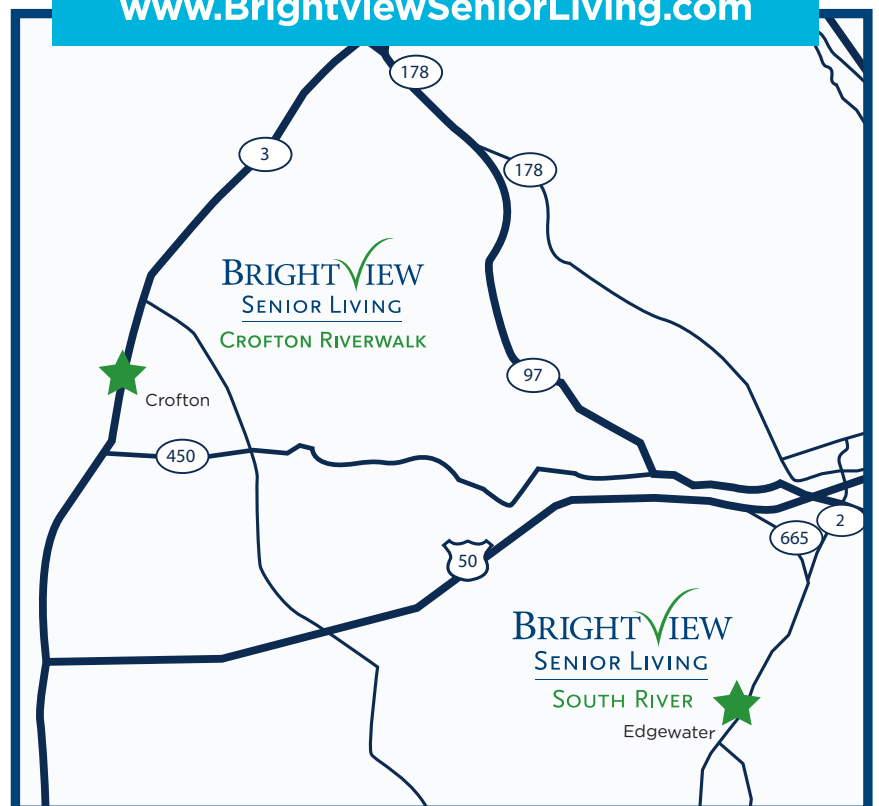 www.BrightviewSeniorLiving.com
178
3
178
BRIGHTVIEW
SENIOR LIVING
CROFTON RIVERWALK
97
Crofton
450
2
665
50
BRIGHTVIEW
SENIOR LIVING
SOUTH RIVER
Edgewater